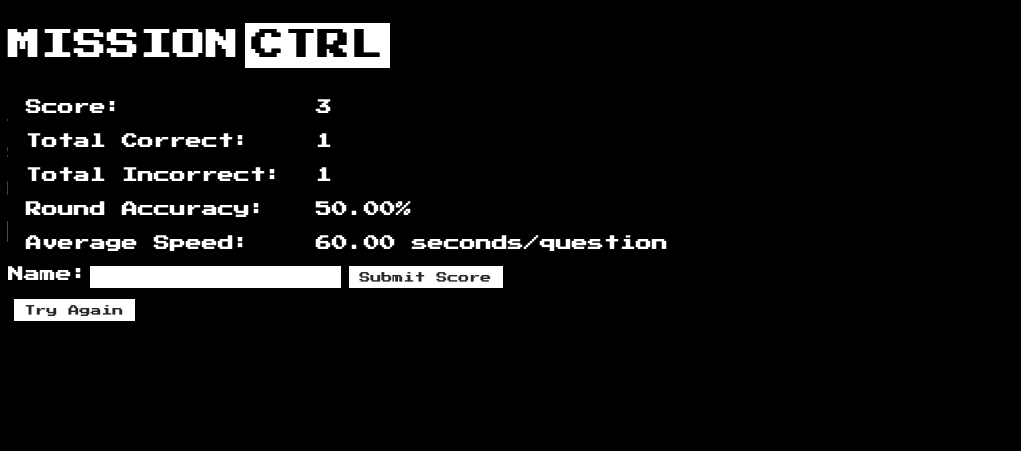 MISSION CTRL
Score: 3
Total Correct: 1
Total Incorrect: 1
Round Accuracy: 50.00%
Average Speed: 60.00 seconds/question
Name: Submit Score
Try Again